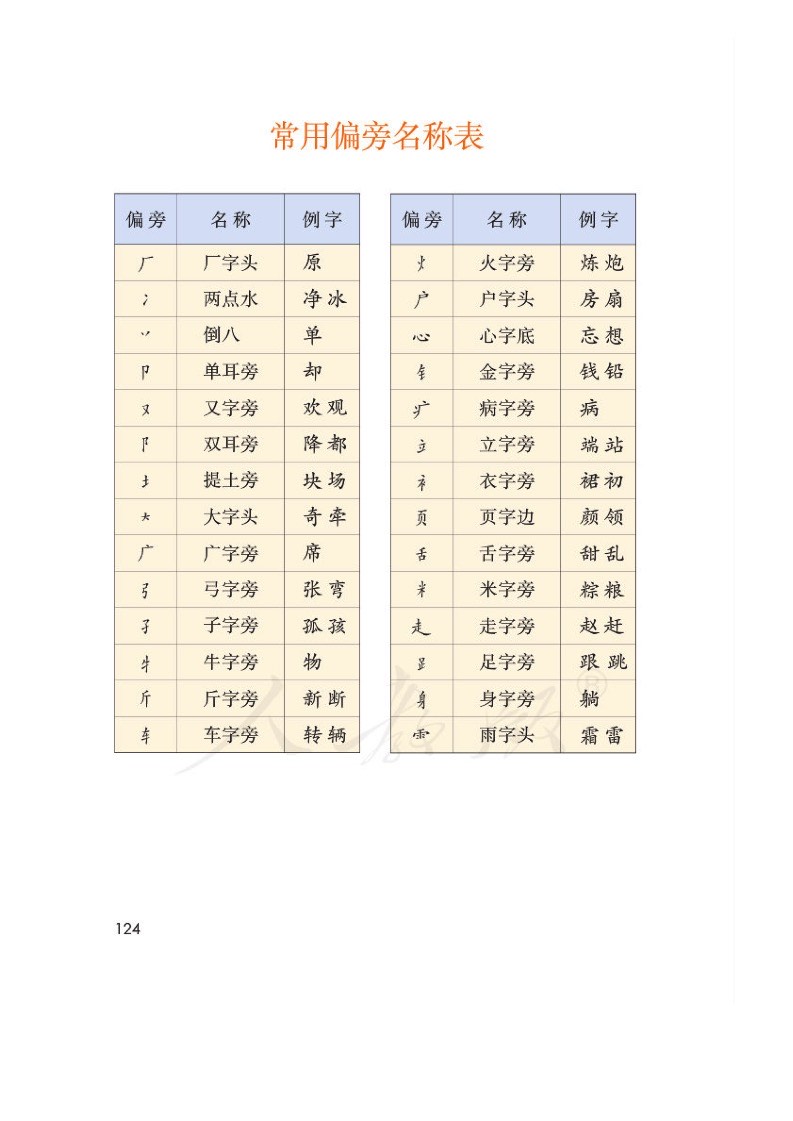 常用偏旁名称表
偏旁 名称 例字
厂 厂字头 原
冫 两点水 净冰
丷 倒八 单
卩 单耳旁 却
又 又字旁 欢观
阝 双耳旁 降都
土 提土旁 块场
大 大字头 奇牵
广 广字旁 席
弓 弓字旁 张弯
子 子字旁 孤孩
牜 牛字旁 物
斤 斤字旁 新断
车 车字旁 转辆
偏旁 名称 例字
火 火字旁 炼炮
户 户字头 房扇
心 心字底 忘想
钅 金字旁 钱铅
疒 病字旁 病
立 立字旁 端站
衤 衣字旁 裙初
页 页字边 颜领
舌 舌字旁 甜乱
米 米字旁 粽粮
走 走字旁 赵赶
𧾷 足字旁 跟跳
身 身字旁 躺
⻗ 雨字头 霜雷
人教版®
124